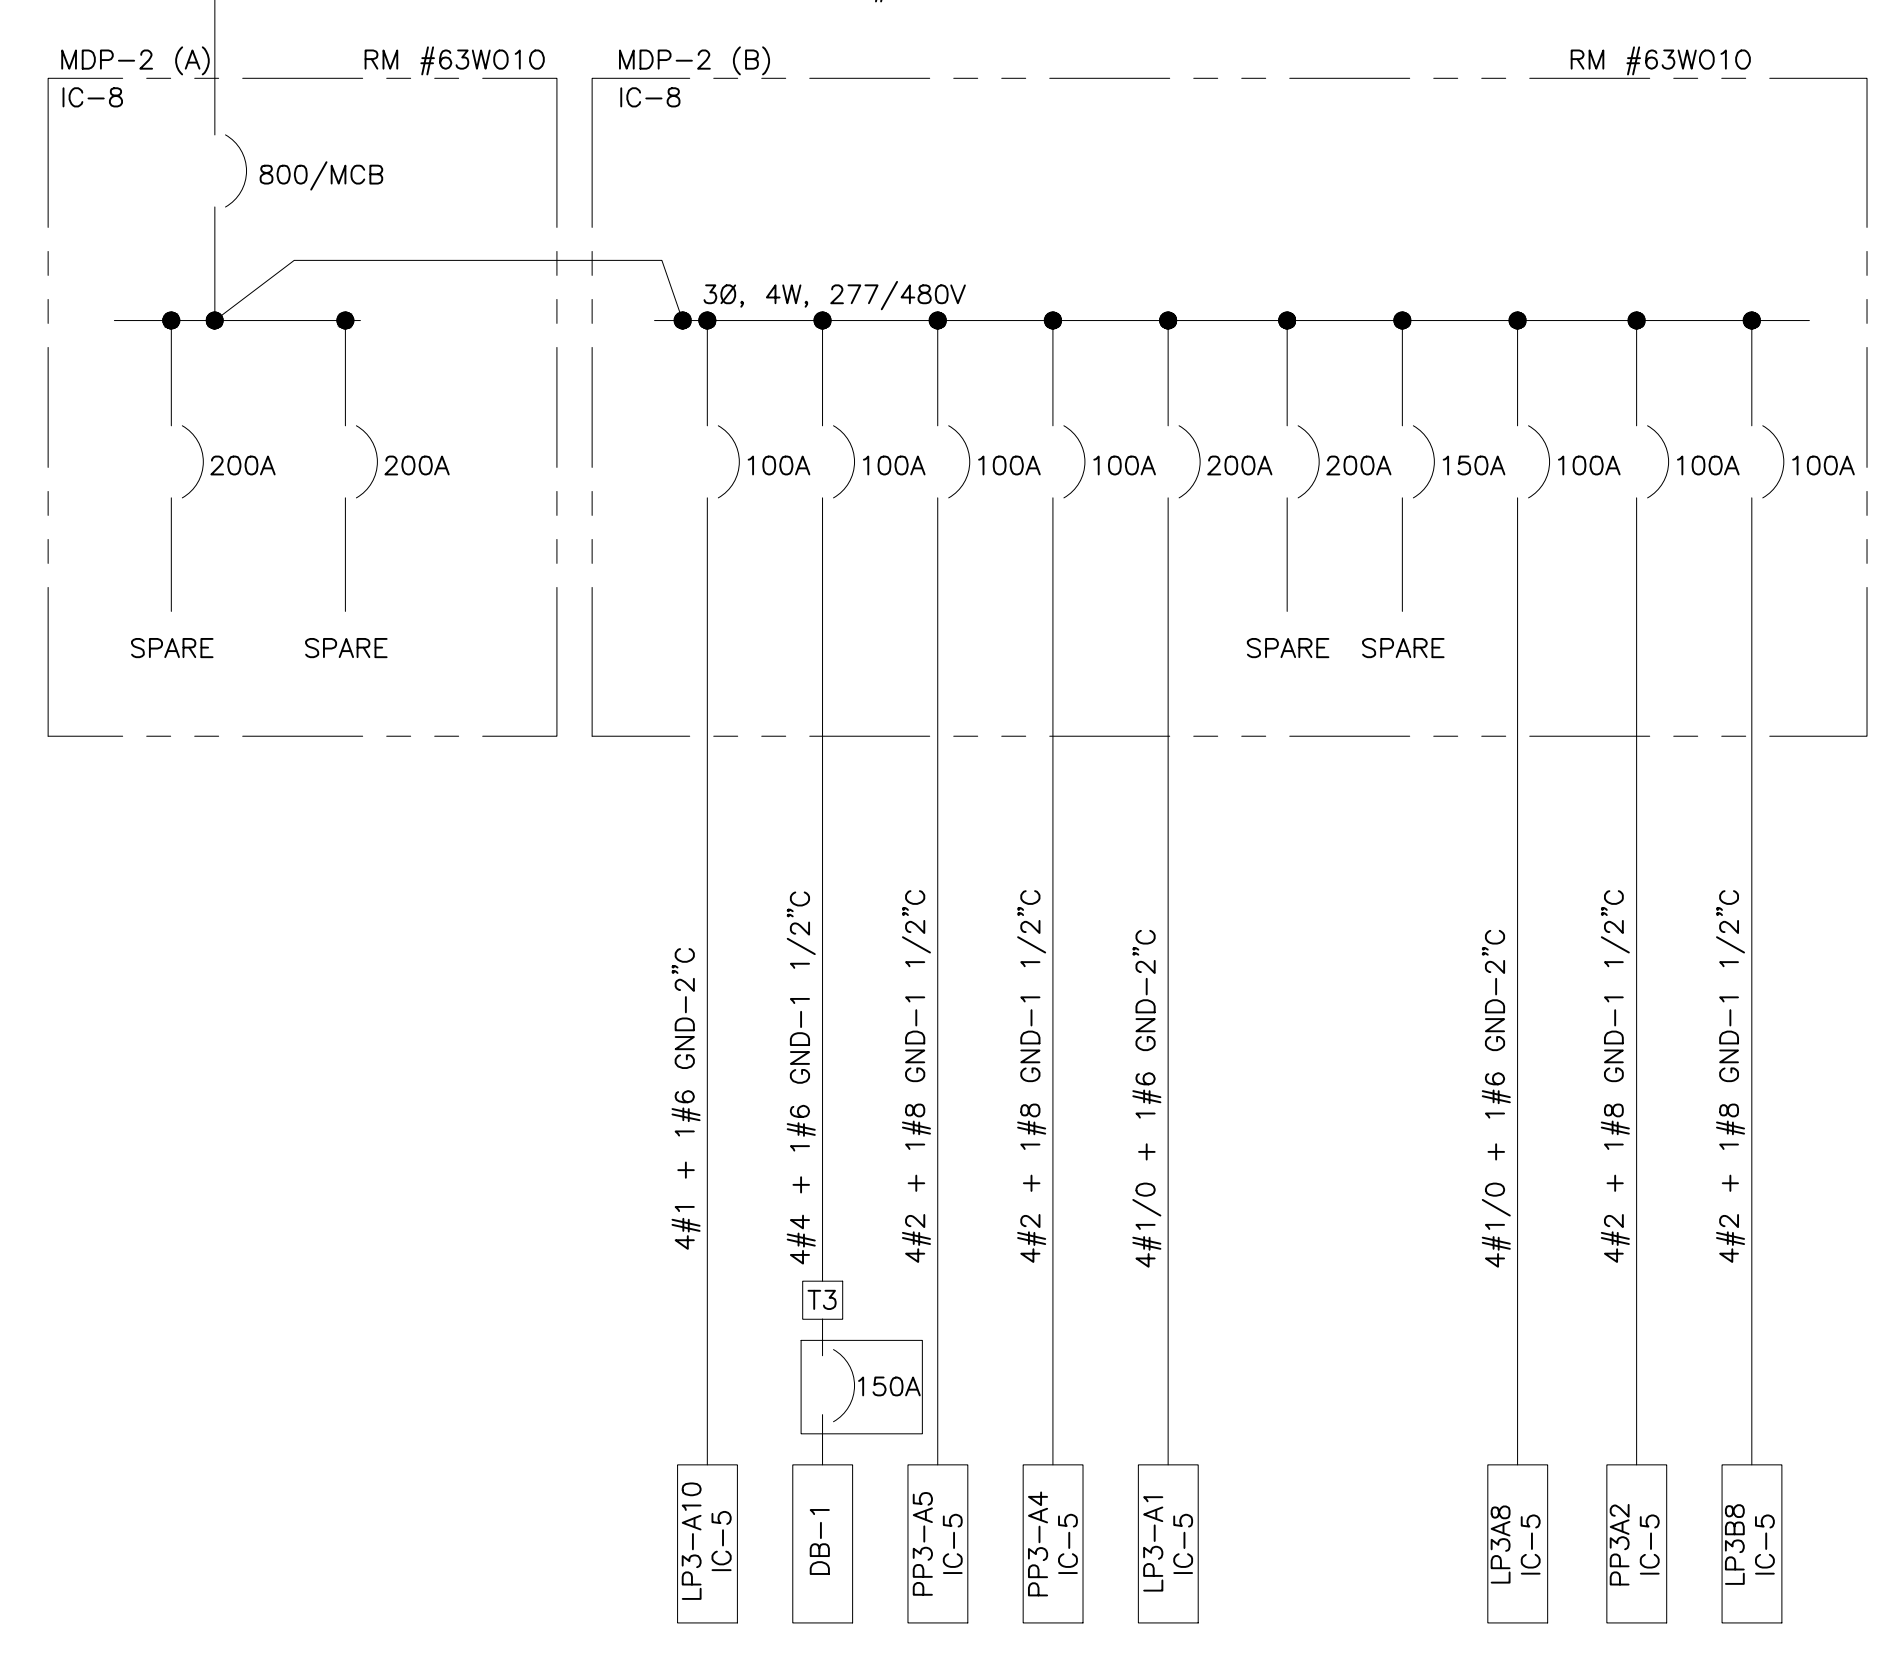 MDP-2 (A)
RM #63W010
IC-8
800/MCB
200A
200A
SPARE
SPARE
MDP-2 (B)
RM #63W010
IC-8
3Ø, 4W, 277/480V
100A
100A
100A
100A
200A
200A
150A
100A
100A
100A
SPARE
SPARE
4#1 + 1#6 GND-2"C
4#4 + 1#6 GND-1 1/2"C
4#2 + 1#8 GND-1 1/2"C
4#2 + 1#8 GND-1 1/2"C
4#1/0 + 1#6 GND-2"C
4#1/0 + 1#6 GND-2"C
4#2 + 1#8 GND-1 1/2"C
4#2 + 1#8 GND-1 1/2"C
T3
150A
LP3-A10
IC-5
DB-1
PP3-A5
IC-5
PP3-A4
IC-5
LP3-A1
IC-5
LP3A8
IC-5
PP3A2
IC-5
LP3B8
IC-5